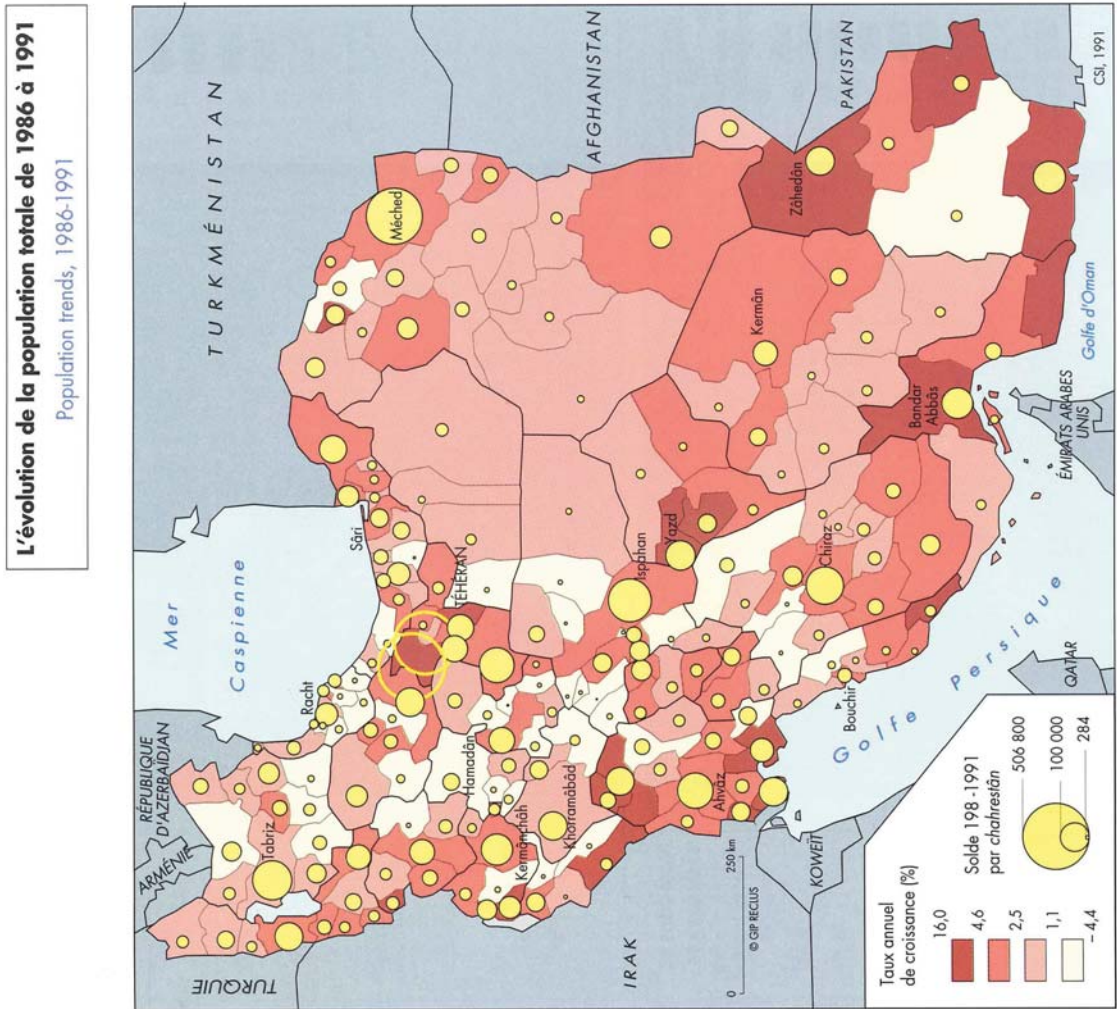 L'évolution de la population totale de 1986 à 1991
Population trends, 1986-1991
TURKMÉNISTAN
AFGHANISTAN
PAKISTAN
RÉPUBLIQUE
D'AZERBAÏDJAN
ARMÉNIE
TURQUIE
IRAK
KOWEÏT
QATAR
ÉMIRATS ARABES
UNIS
Mer
Caspienne
Golfe Persique
Golfe d'Oman
Méched
Sâri
TÉHÉRAN
Racht
Tabriz
Hamadân
Kermânchâh
Khorramâbâd
Ahvâz
Ispahan
Yazd
Chiraz
Bouchir
Kermân
Zâhedân
Bandar
Abbâs
0 250 km
© GIP RECLUS
CSI, 1991
Taux annuel
de croissance (%)
16,0
4,6
2,5
1,1
–4,4
Solde 198 -1991
par chahrestân
506 800
100 000
284